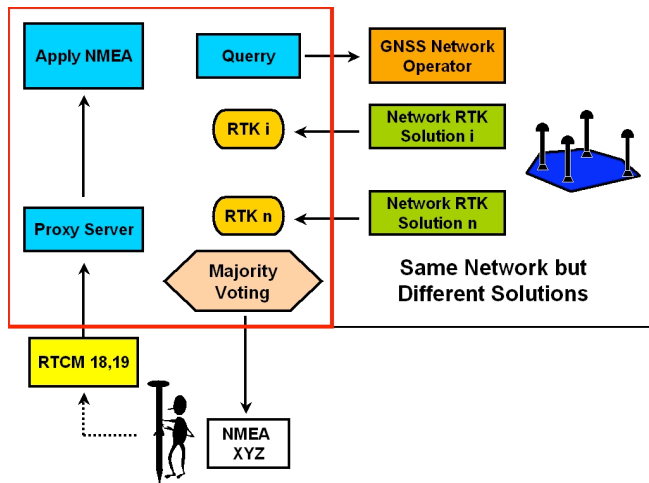 Apply NMEA
Querry
GNSS Network
Operator
RTK i
Network RTK
Solution i
Proxy Server
RTK n
Network RTK
Solution n
Majority
Voting
Same Network but
Different Solutions
RTCM 18,19
NMEA
XYZ